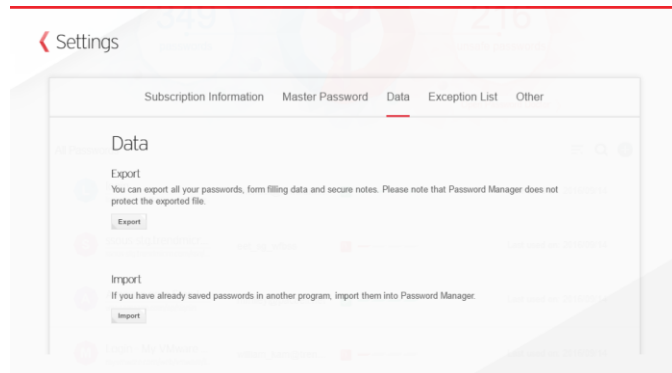 349
216
Settings
Subscription Information Master Password Data Exception List Other
Data
Export
You can export all your passwords, form filling data and secure notes. Please note that Password Manager does not
protect the exported file.
Export
Import
If you have already saved passwords in another program, import them into Password Manager.
Import